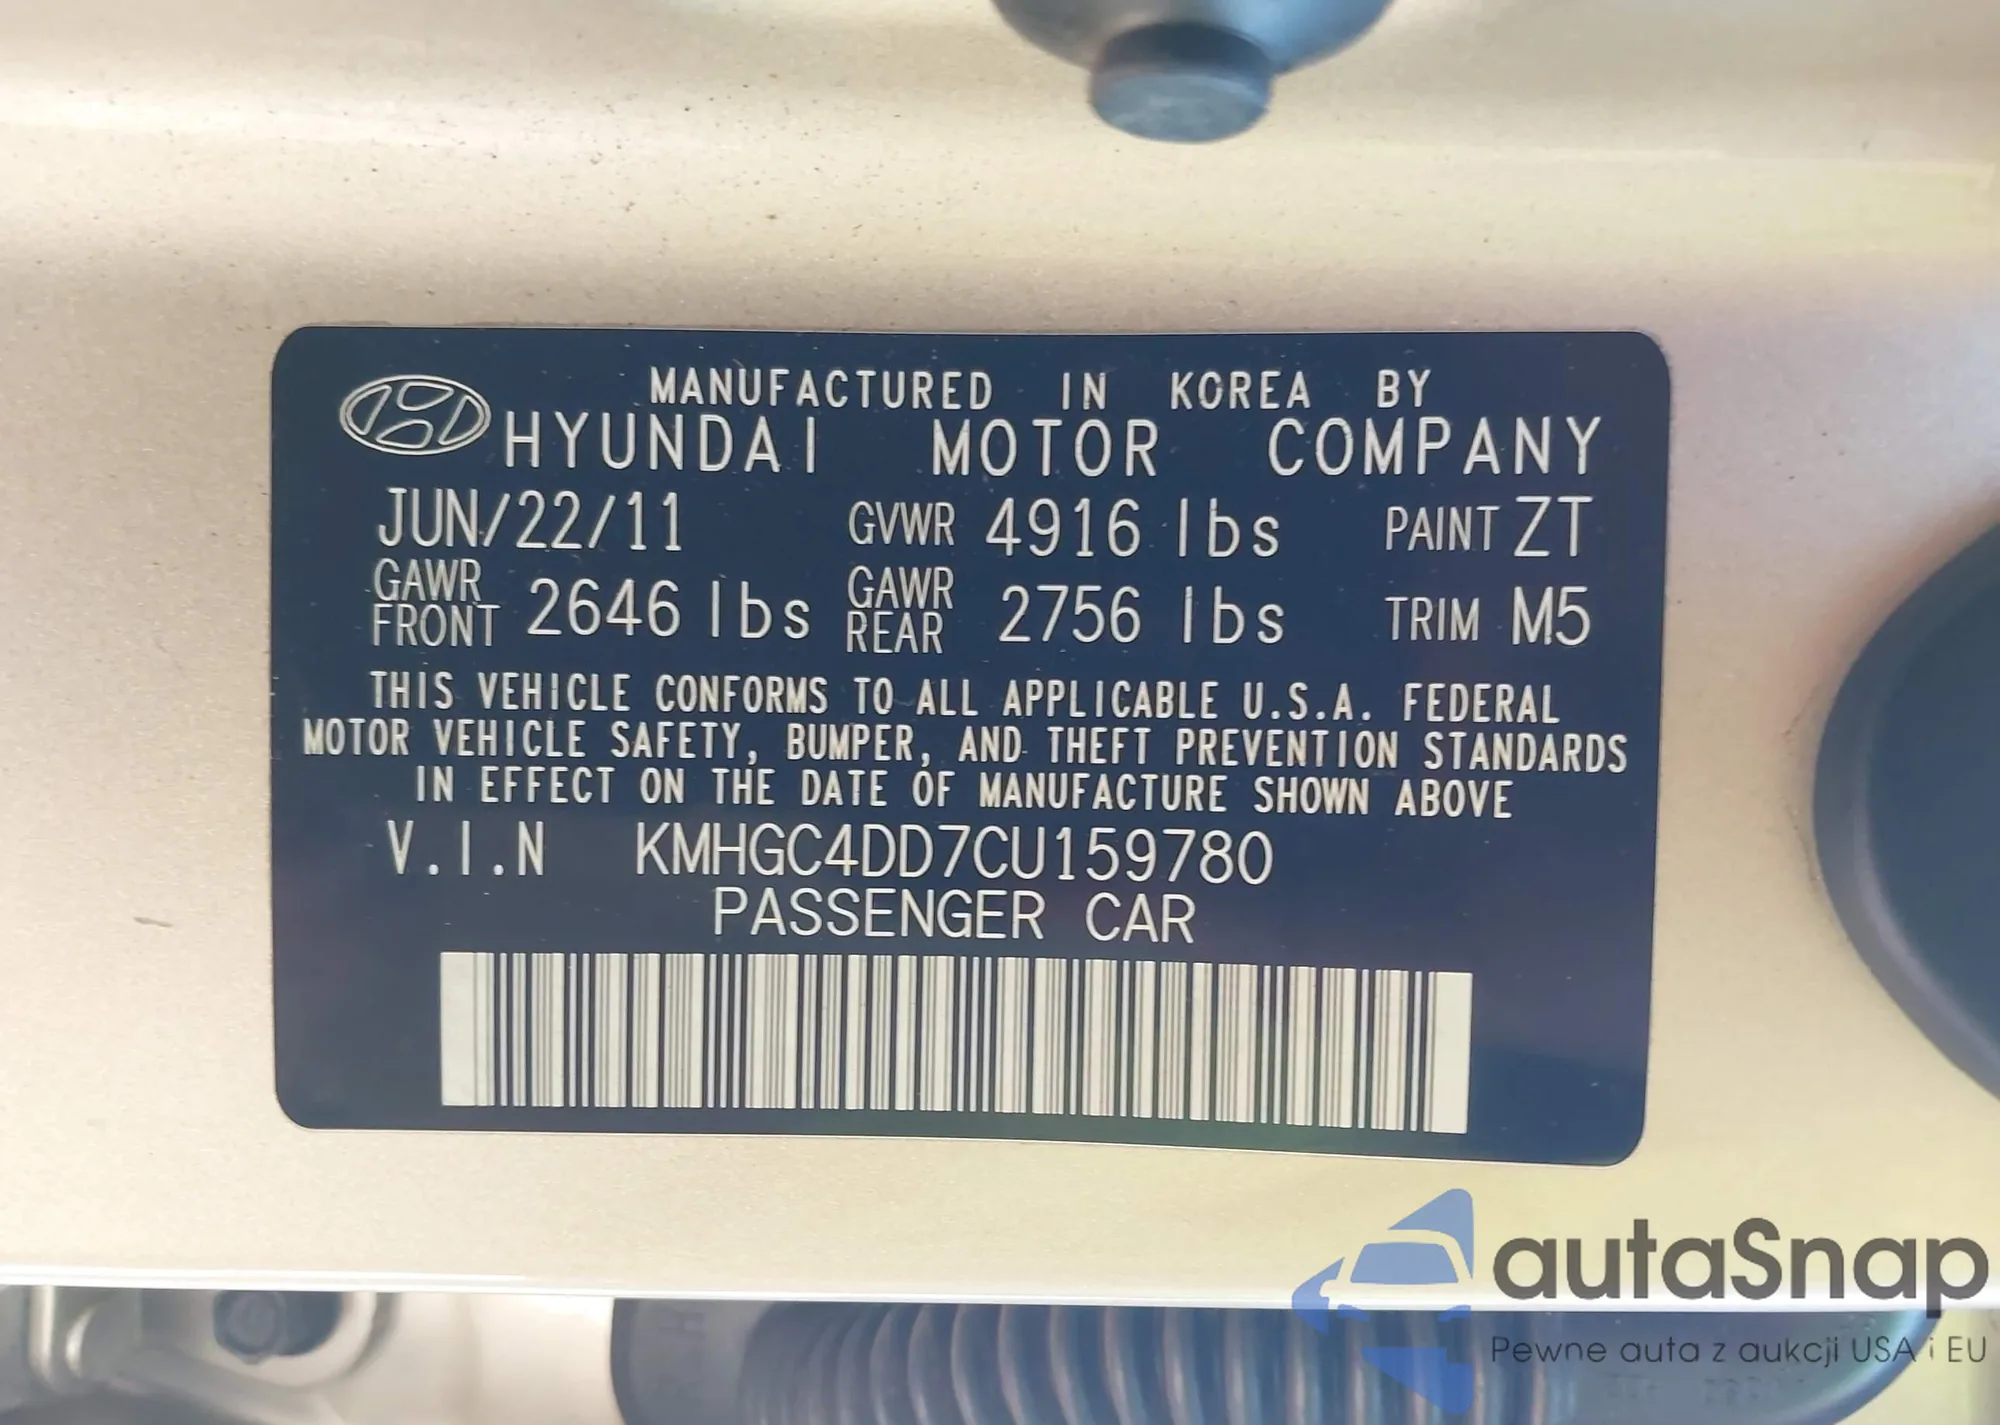 MANUFACTURED IN KOREA BY
HYUNDAI MOTOR COMPANY
JUN/22/11 GVWR 4916 lbs PAINT ZT
GAWR FRONT 2646 lbs GAWR REAR 2756 lbs TRIM M5
THIS VEHICLE CONFORMS TO ALL APPLICABLE U.S.A. FEDERAL
MOTOR VEHICLE SAFETY, BUMPER, AND THEFT PREVENTION STANDARDS
IN EFFECT ON THE DATE OF MANUFACTURE SHOWN ABOVE
V.I.N KMHGC4DD7CU159780
PASSENGER CAR
autaSnap
Pewne auta z aukcji USA i EU